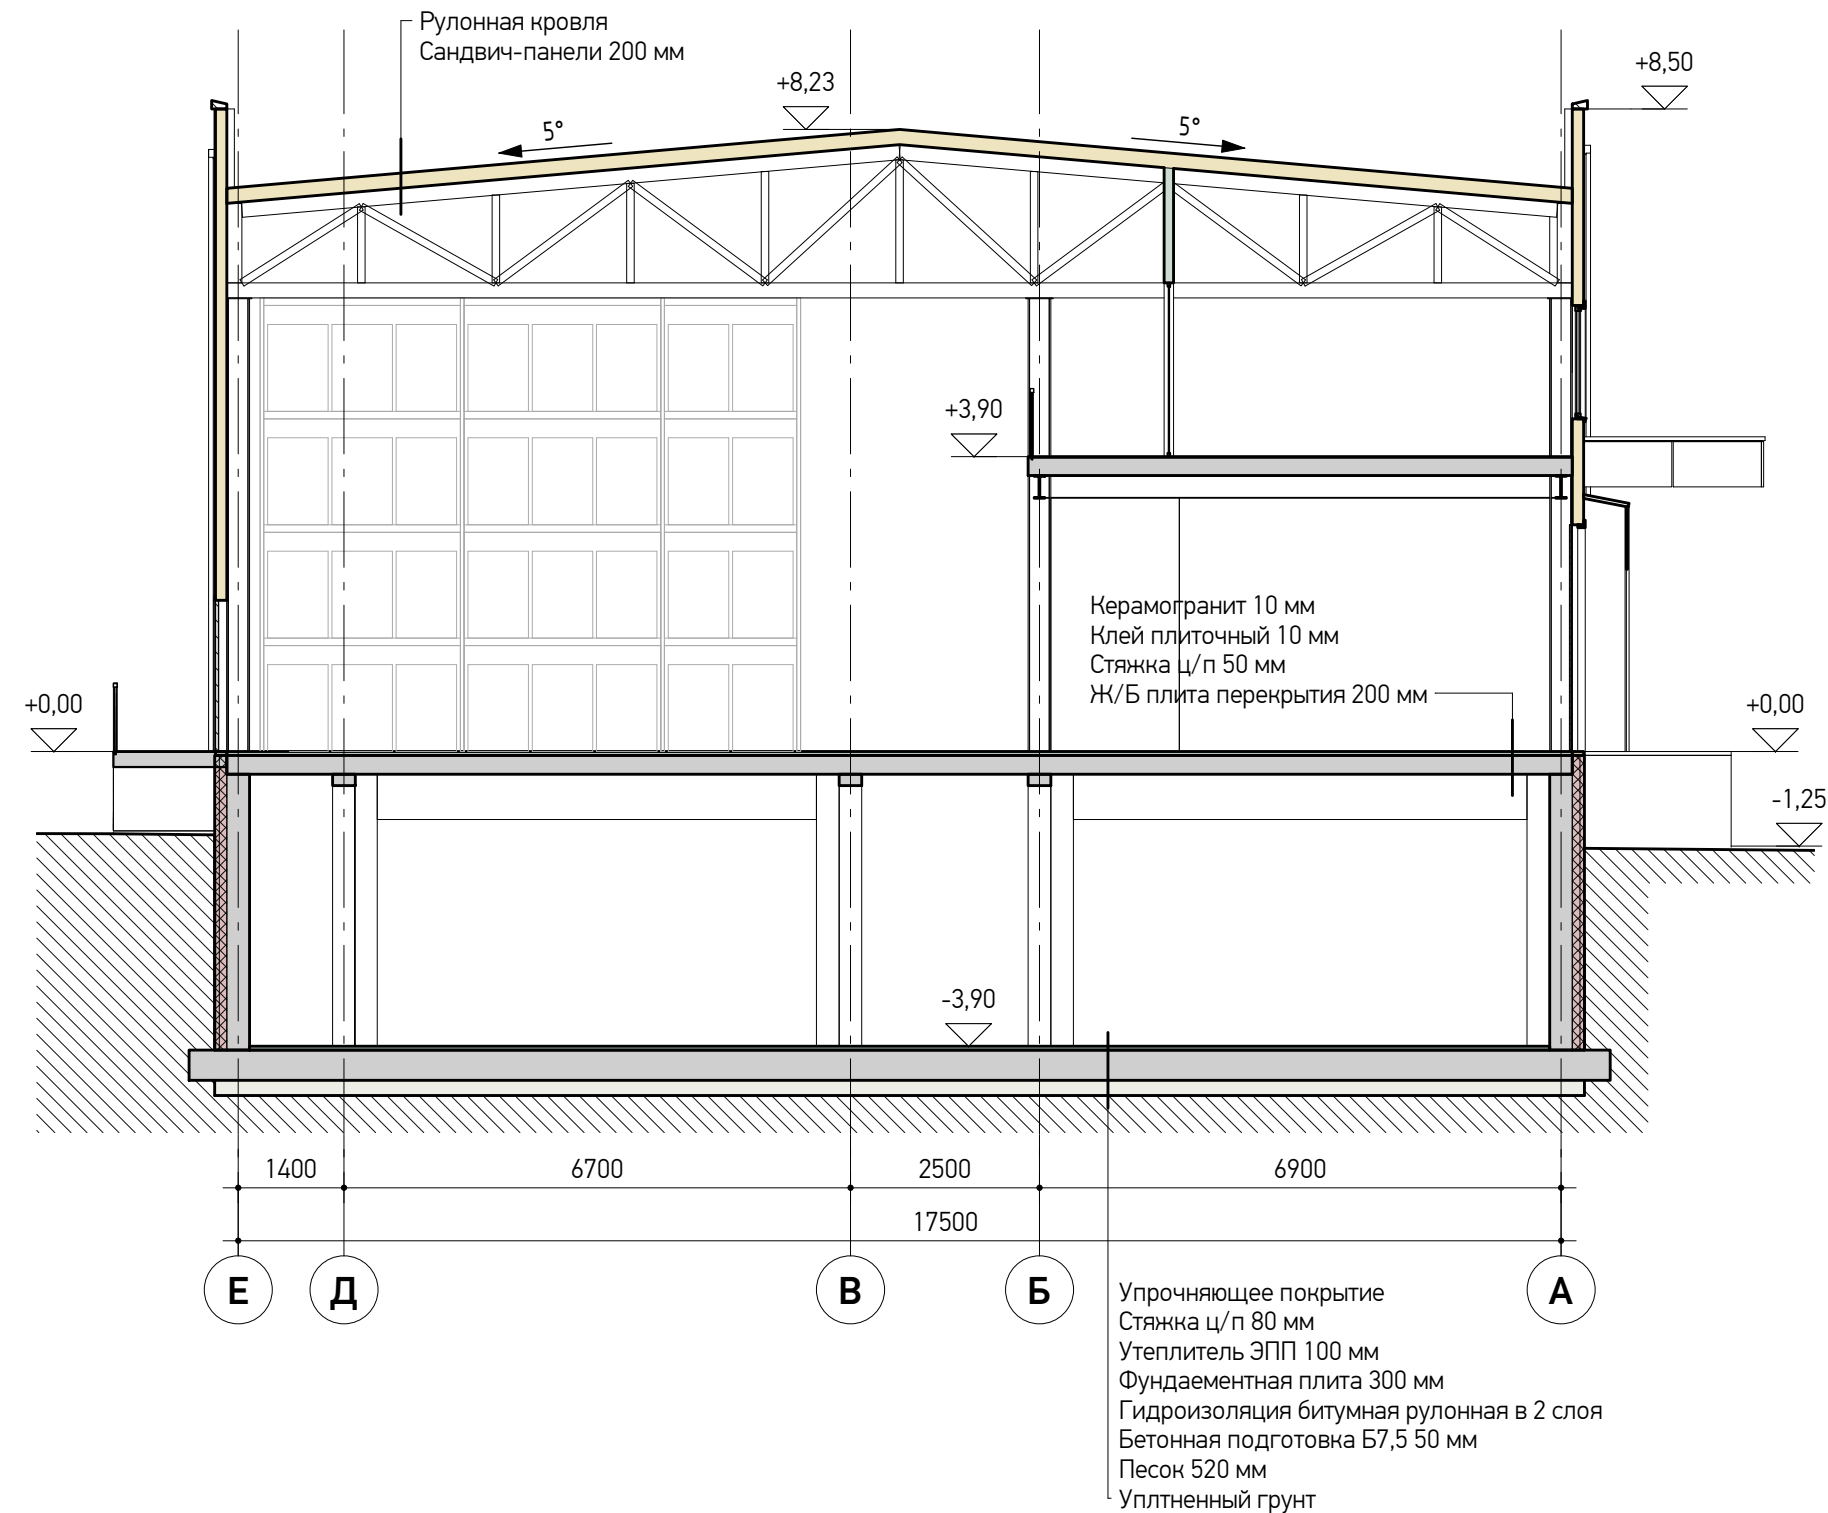 Рулонная кровля
Сандвич-панели 200 мм
+8,23
+8,50
5°
5°
+3,90
Керамогранит 10 мм
Клей плиточный 10 мм
Стяжка ц/п 50 мм
Ж/Б плита перекрытия 200 мм
+0,00
+0,00
-1,25
-3,90
1400
6700
2500
6900
17500
Е
Д
В
Б
А
Упрочняющее покрытие
Стяжка ц/п 80 мм
Утеплитель ЭПП 100 мм
Фундаементная плита 300 мм
Гидроизоляция битумная рулонная в 2 слоя
Бетонная подготовка Б7,5 50 мм
Песок 520 мм
Уплтненный грунт